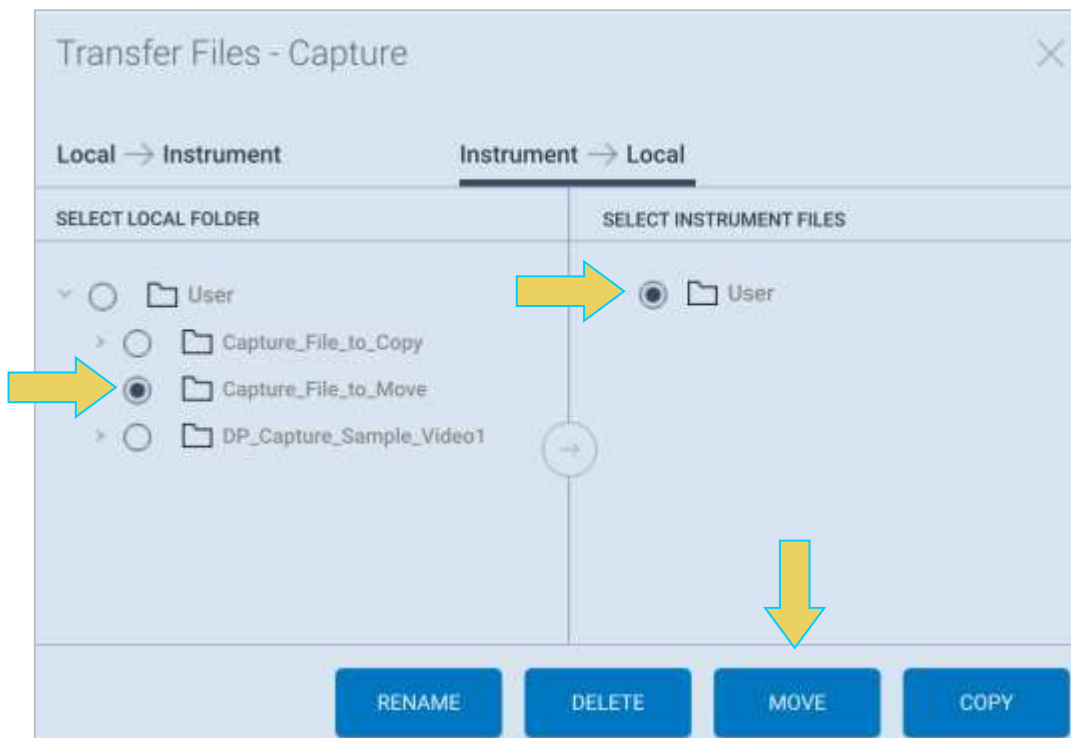 Transfer Files - Capture
Local → Instrument
Instrument → Local
SELECT LOCAL FOLDER
SELECT INSTRUMENT FILES
User
Capture_File_to_Copy
Capture_File_to_Move
DP_Capture_Sample_Video1
User
RENAME
DELETE
MOVE
COPY